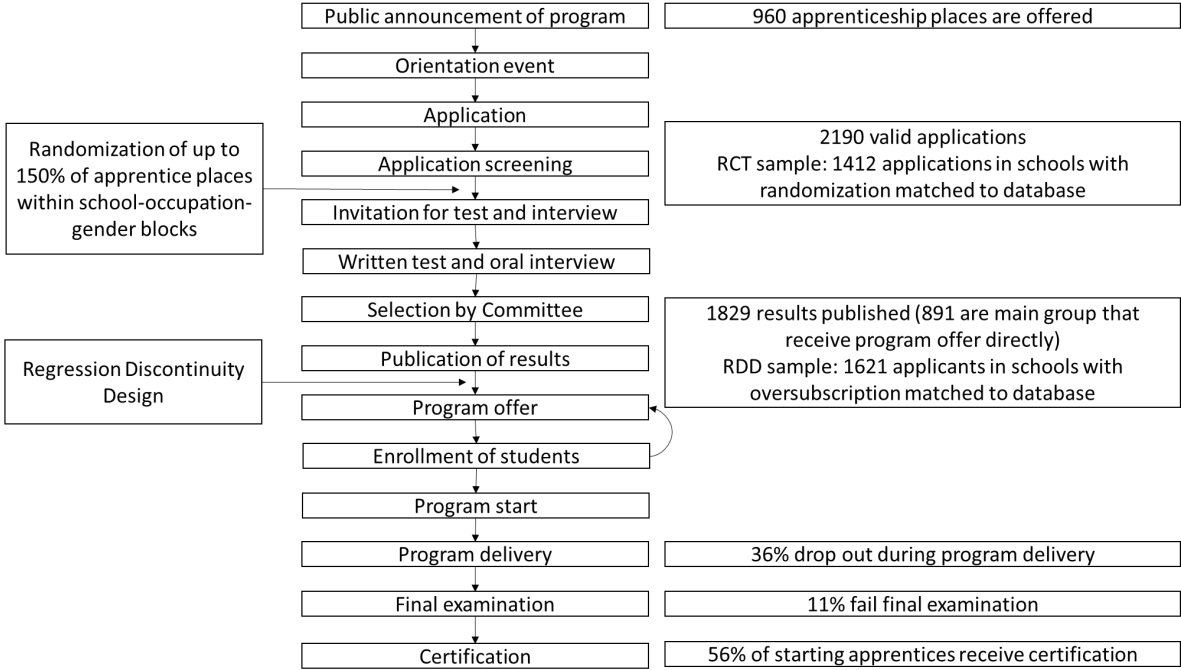 Public announcement of program
960 apprenticeship places are offered
Orientation event
Application
Randomization of up to
150% of apprentice places
within school-occupation-
gender blocks
2190 valid applications
RCT sample: 1412 applications in schools with
randomization matched to database
Application screening
Invitation for test and interview
Written test and oral interview
Selection by Committee
1829 results published (891 are main group that
receive program offer directly)
RDD sample: 1621 applicants in schools with
oversubscription matched to database
Publication of results
Regression Discontinuity
Design
Program offer
Enrollment of students
Program start
Program delivery
36% drop out during program delivery
Final examination
11% fail final examination
Certification
56% of starting apprentices receive certification